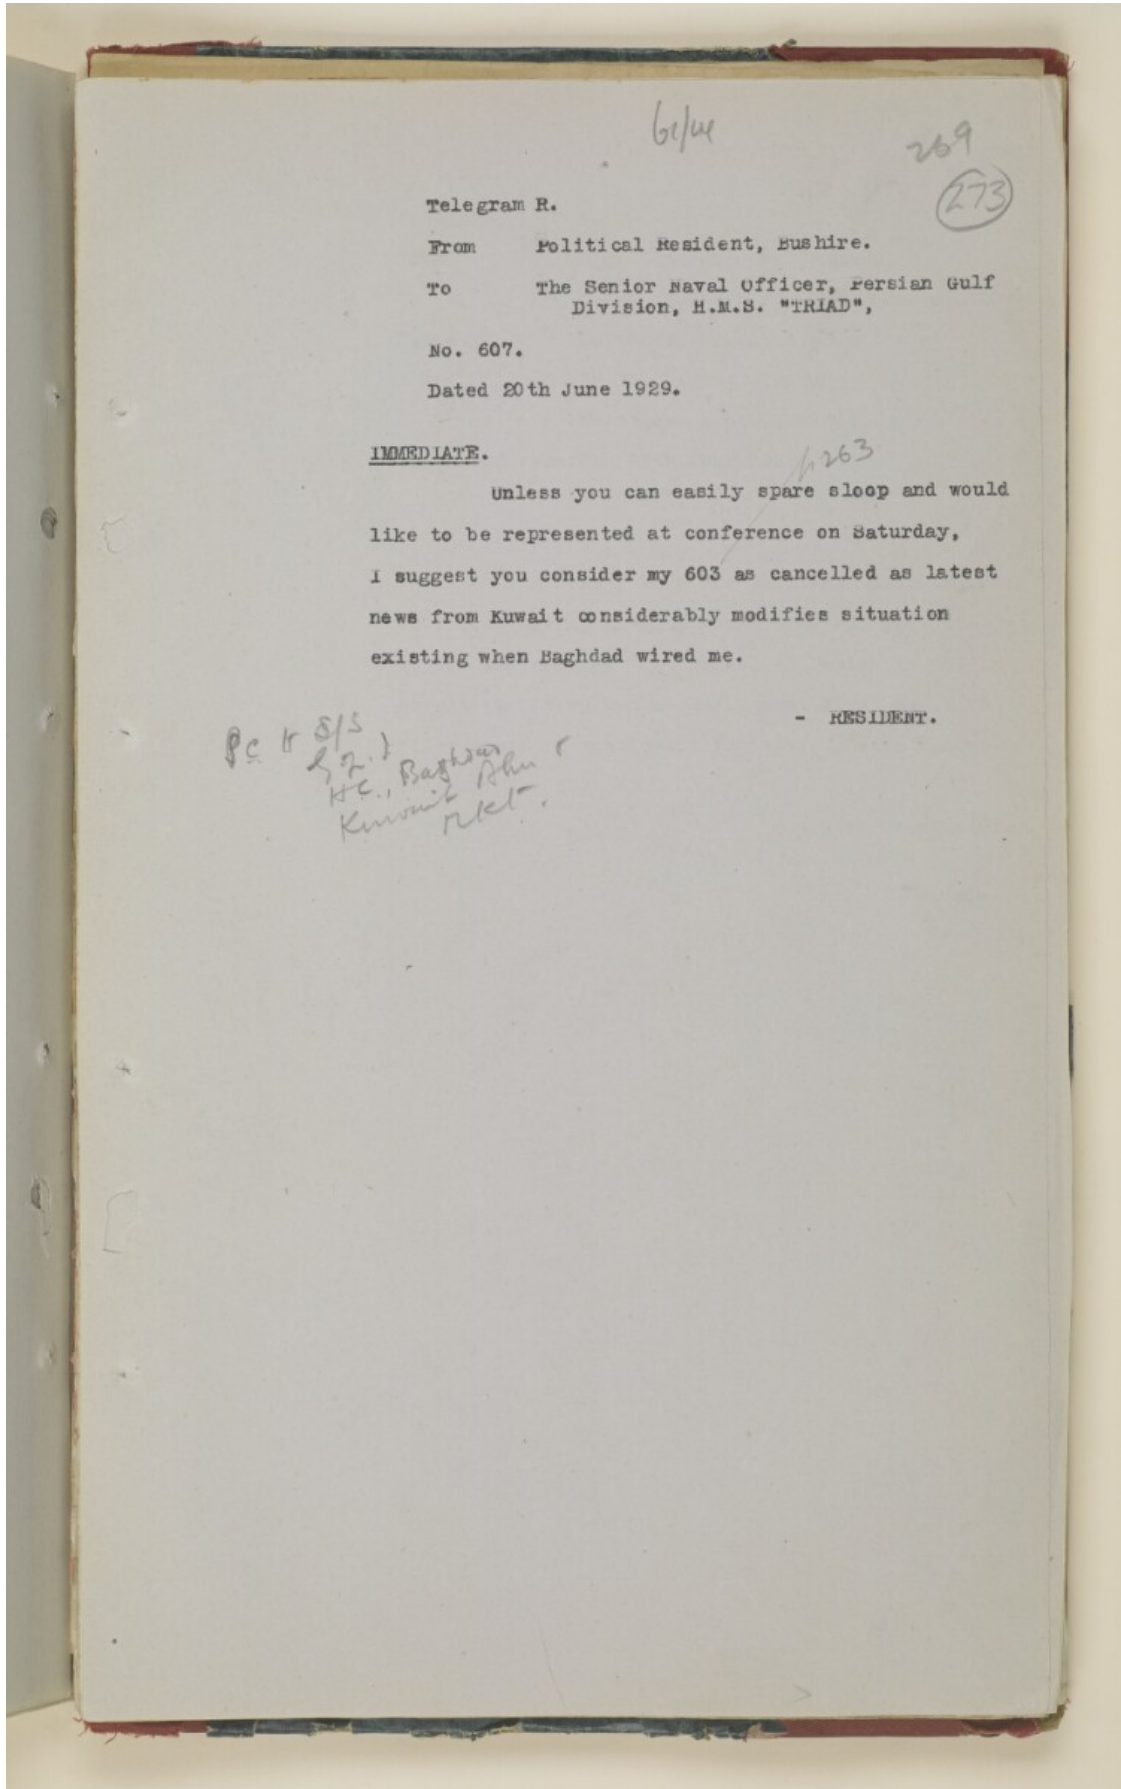 61/14
269
273
Telegram R.
From Political Resident, Bushire.
To The Senior Naval Officer, Persian Gulf
Division, H.M.S. "TRIAD",
No. 607.
Dated 20th June 1929.
IMMEDIATE.
p263
Unless you can easily spare sloop and would
like to be represented at conference on Saturday,
I suggest you consider my 603 as cancelled as latest
news from Kuwait considerably modifies situation
existing when Baghdad wired me.
- RESIDENT.
Pc S/S
H.C., Baghdad
Kuwait